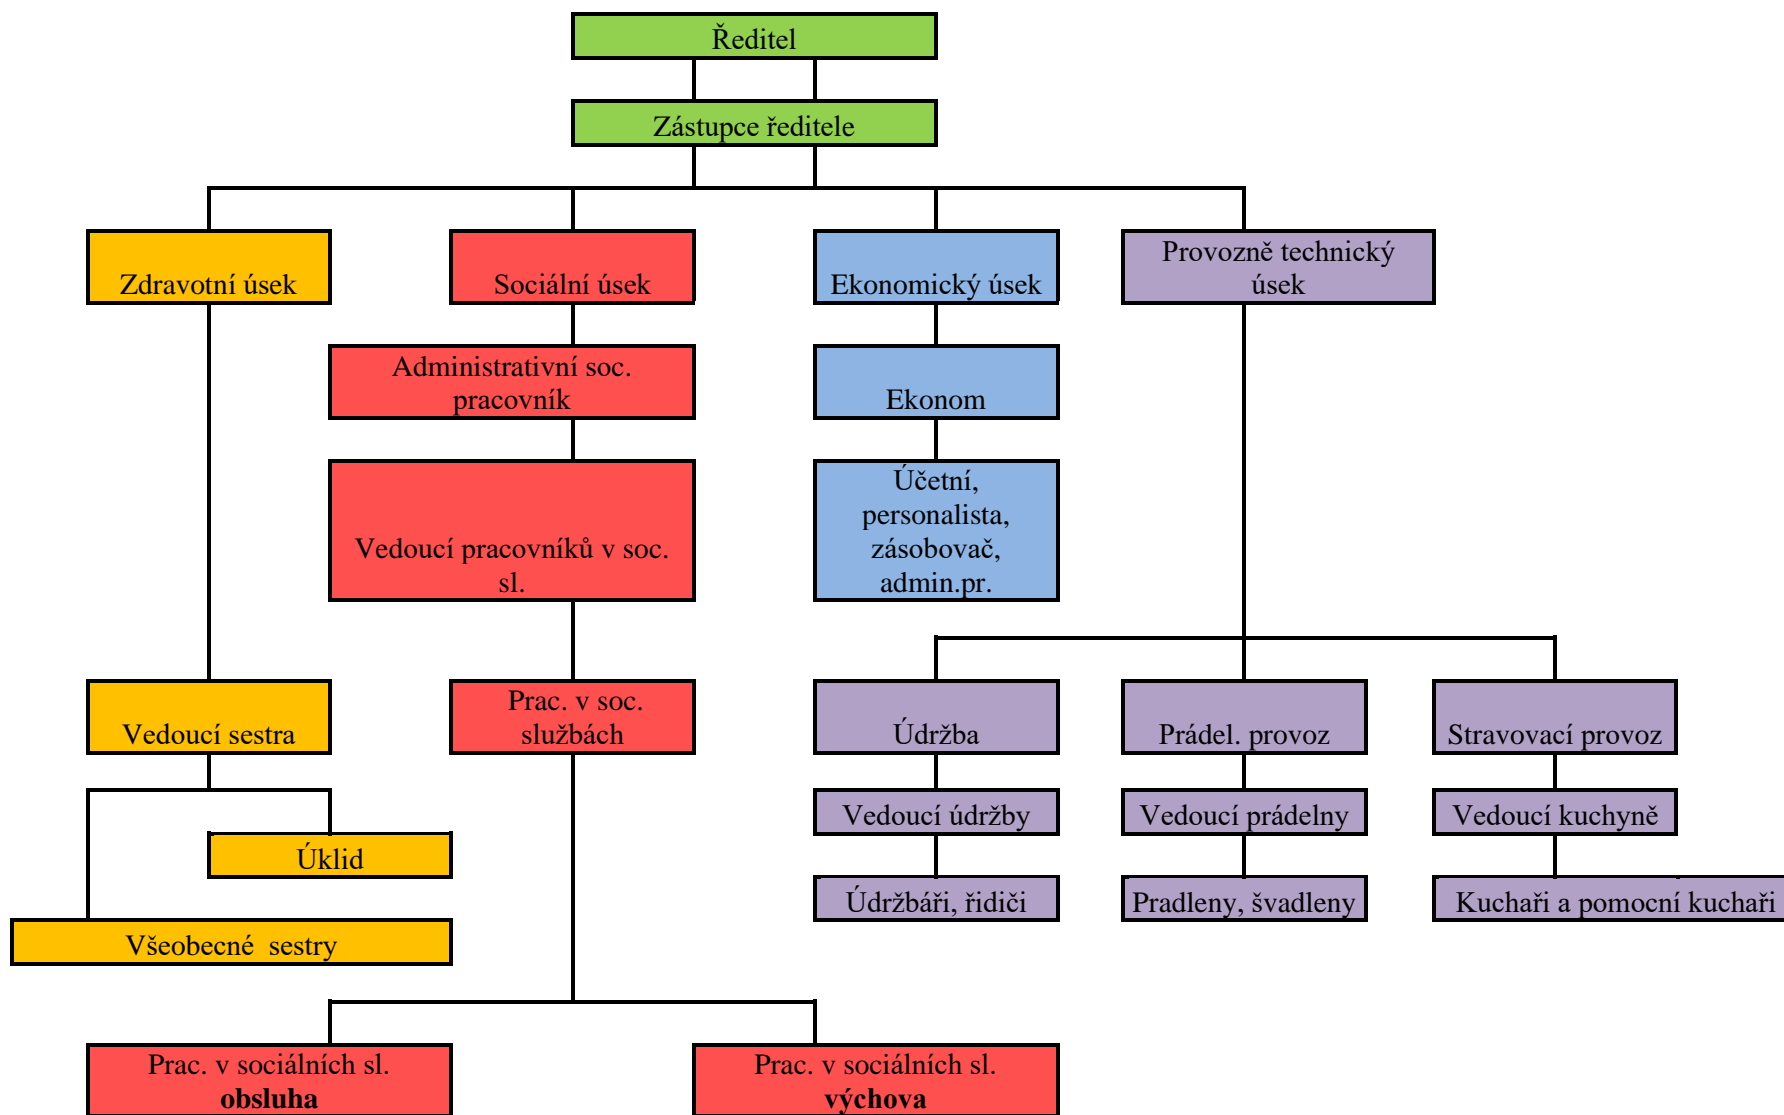 Ředitel
Zástupce ředitele
Zdravotní úsek
Sociální úsek
Ekonomický úsek
Provozně technický
úsek
Administrativní soc.
pracovník
Ekonom
Vedoucí pracovníků v soc.
sl.
Účetní,
personalista,
zásobovač,
admin.pr.
Vedoucí sestra
Prac. v soc.
službách
Údržba
Prádel. provoz
Stravovací provoz
Vedoucí údržby
Vedoucí prádelny
Vedoucí kuchyně
Úklid
Údržbáři, řidiči
Pradleny, švadleny
Kuchaři a pomocní kuchaři
Všeobecné  sestry
Prac. v sociálních sl.
obsluha
Prac. v sociálních sl.
výchova